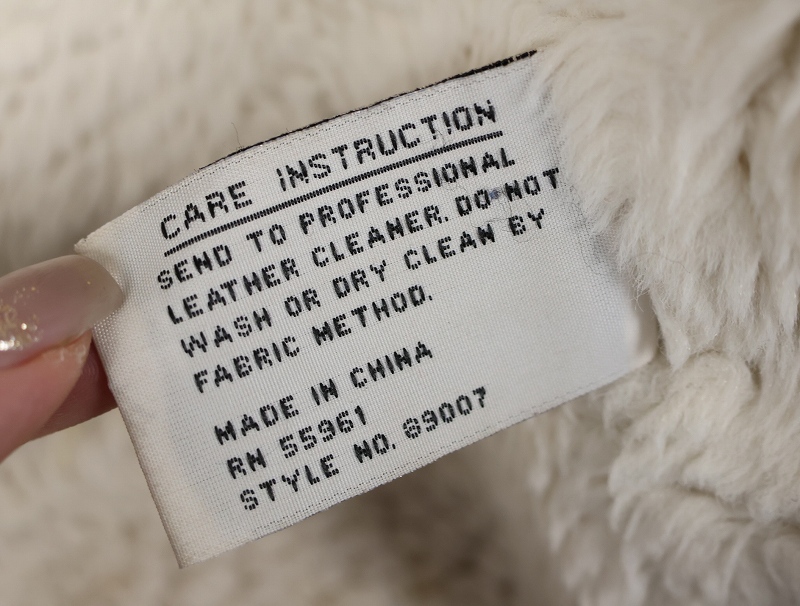 CARE INSTRUCTION
SEND TO PROFESSIONAL
LEATHER CLEANER. DO NOT
WASH OR DRY CLEAN BY
FABRIC METHOD.
MADE IN CHINA
RN 55961
STYLE NO. 89007